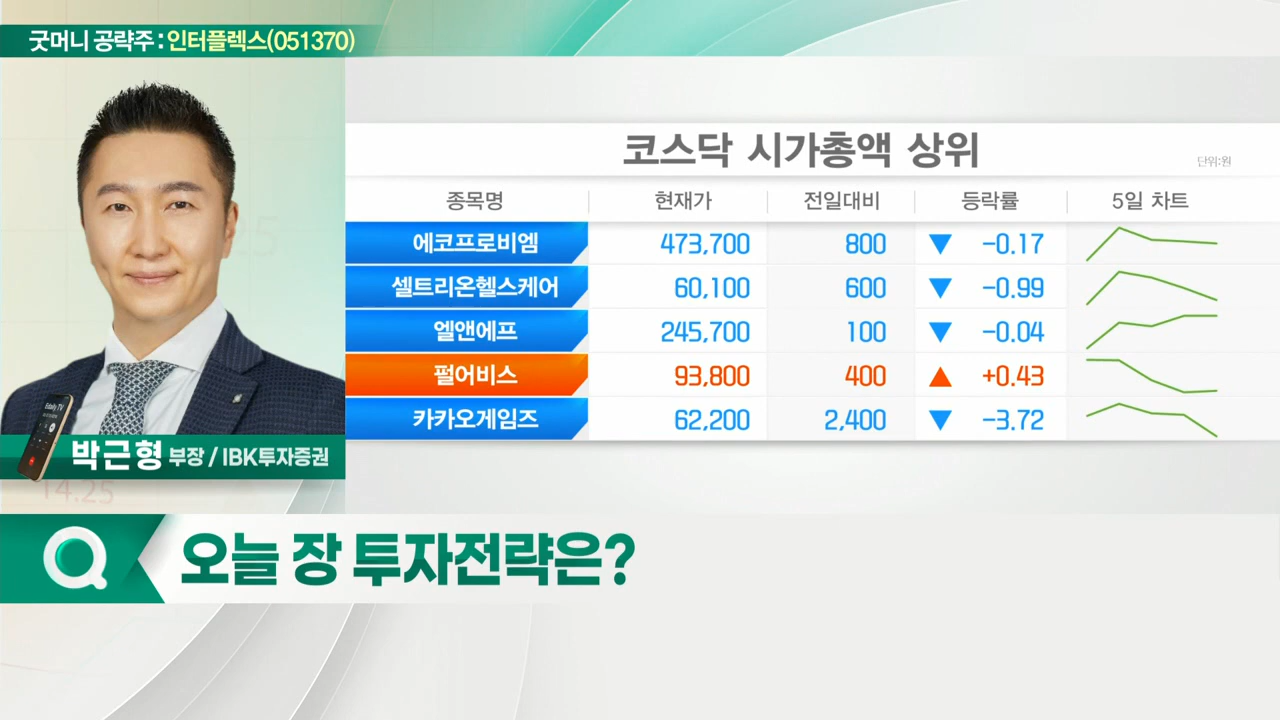 굿머니 공략주 : 인터플렉스(051370)
코스닥 시가총액 상위
단위:원
종목명 현재가 전일대비 등락률 5일 차트
에코프로비엠 473,700 800 ▼ -0.17
셀트리온헬스케어 60,100 600 ▼ -0.99
엘앤에프 245,700 100 ▼ -0.04
펄어비스 93,800 400 ▲ +0.43
카카오게임즈 62,200 2,400 ▼ -3.72
Edaily TV
박근형 부장 / IBK투자증권
14.25
Q 오늘 장 투자전략은?